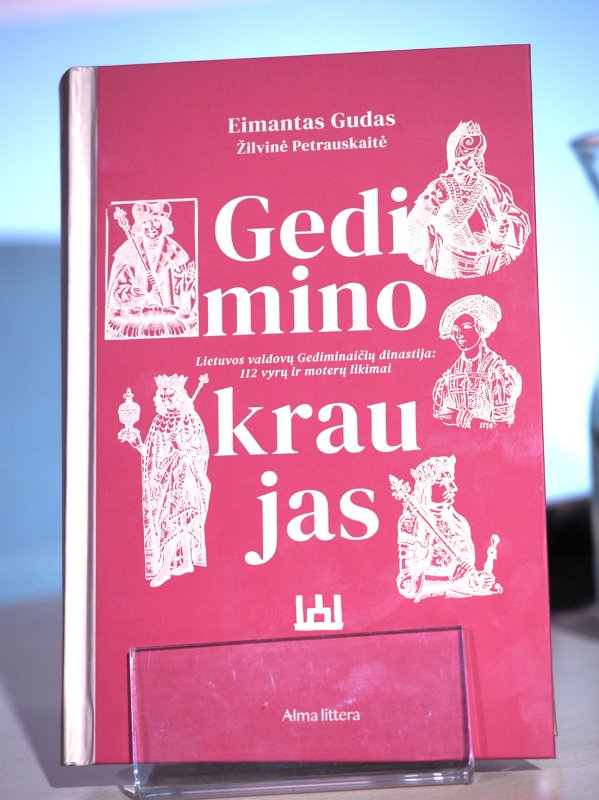 Eimantas Gudas
Žilvinė Petrauskaitė
Gedi
mino
Lietuvos valdovų Gediminaičių dinastija:
112 vyrų ir moterų likimai
krau
jas
Alma littera